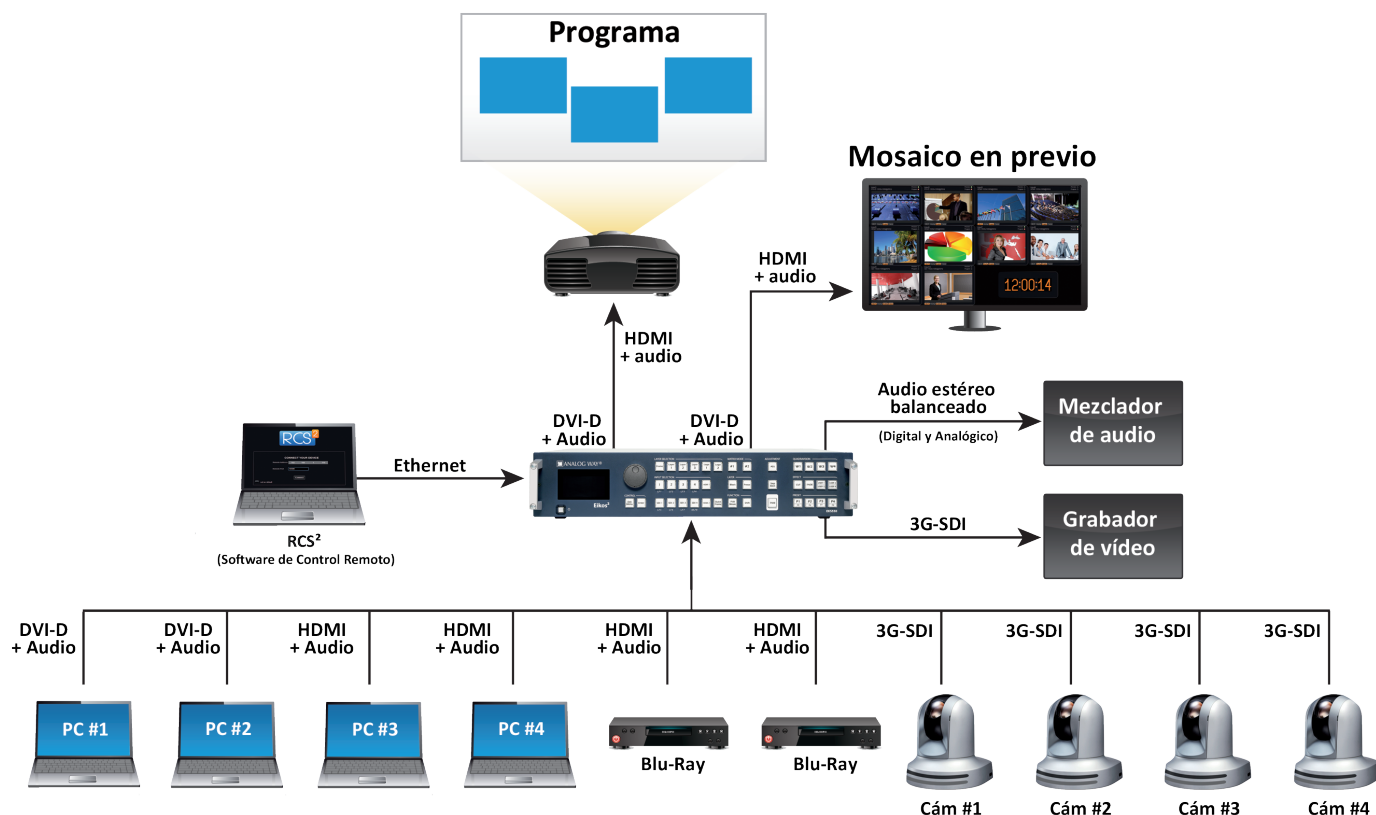 Programa
Mosaico en previo
12:00:14
HDMI
+ audio
HDMI
+ audio
DVI-D
+ Audio
DVI-D
+ Audio
Audio estéreo
balanceado
(Digital y Analógico)
Mezclador
de audio
RCS2
CONNECT YOUR DEVICE
Ethernet
ANALOG WAY®
Eikos²
3G-SDI
Grabador
de vídeo
RCS²
(Software de Control Remoto)
DVI-D
+ Audio
DVI-D
+ Audio
HDMI
+ Audio
HDMI
+ Audio
HDMI
+ Audio
HDMI
+ Audio
3G-SDI
3G-SDI
3G-SDI
3G-SDI
PC #1
PC #2
PC #3
PC #4
Blu-Ray
Blu-Ray
Cám #1
Cám #2
Cám #3
Cám #4